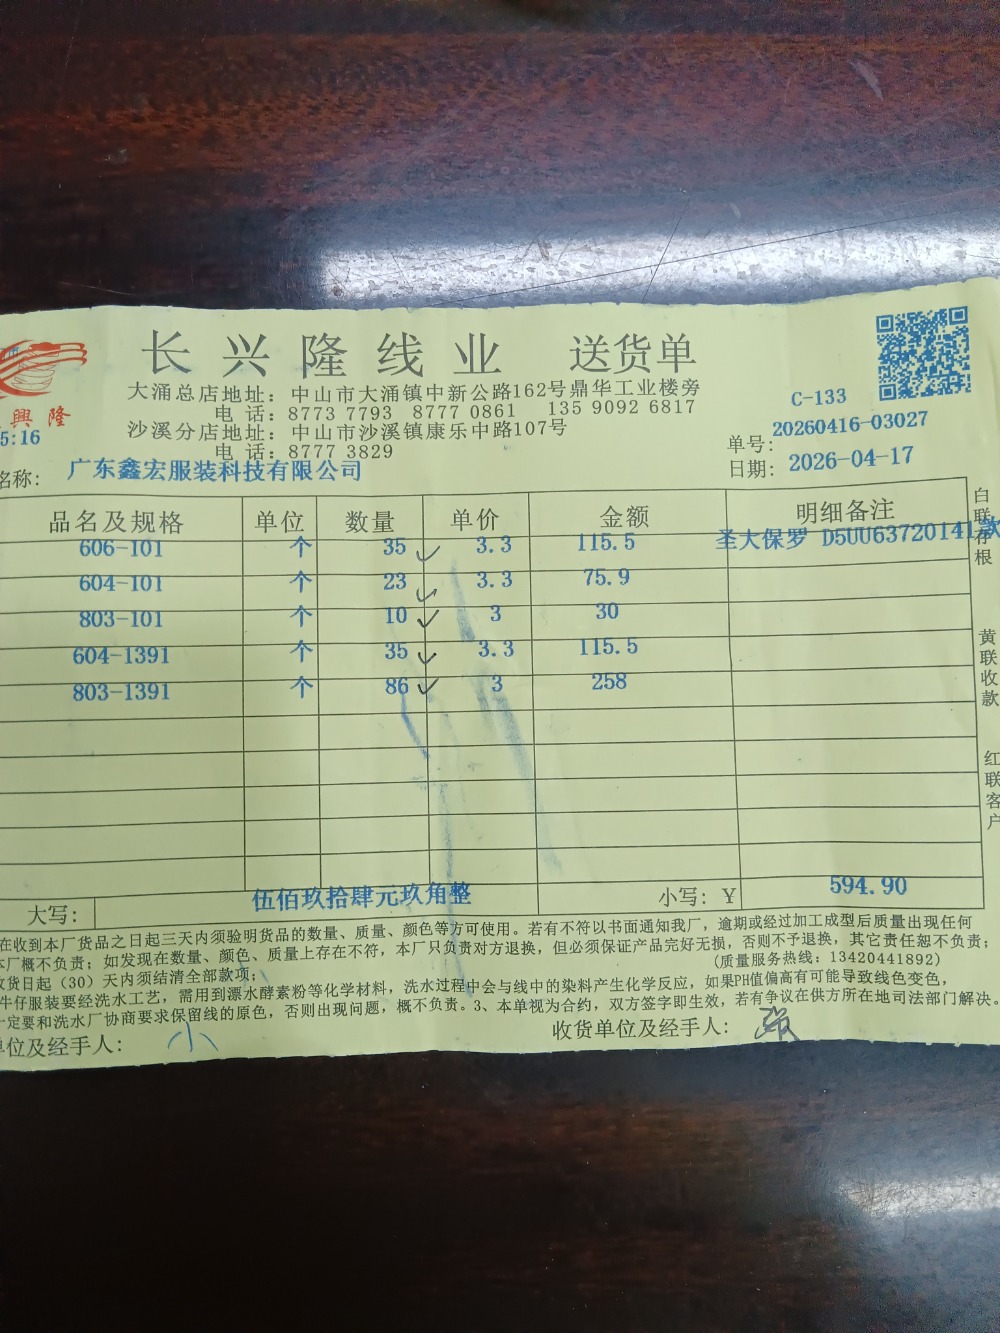 长兴隆线业 送货单
大涌总店地址：中山市大涌镇中新公路162号鼎华工业楼旁
电 话：8773 7793 8777 0861 135 9092 6817
沙溪分店地址：中山市沙溪镇康乐中路107号
电 话：8777 3829
興隆
5:16
C-133
单号：20260416-03027
日期：2026-04-17
名称：广东鑫宏服装科技有限公司
品名及规格 单位 数量 单价 金额 明细备注
606-101 个 35 3.3 115.5 圣大保罗 D5UU63720141款
604-101 个 23 3.3 75.9
803-101 个 10 3 30
604-1391 个 35 3.3 115.5
803-1391 个 86 3 258
大写：伍佰玖拾肆元玖角整 小写：¥ 594.90
白联存根
黄联收款
红联客户
在收到本厂货品之日起三天内须验明货品的数量、质量、颜色等方可使用。若有不符以书面通知我厂，逾期或经过加工成型后质量出现任何
本厂概不负责；如发现在数量、颜色、质量上存在不符，本厂只负责对方退换，但必须保证产品完好无损，否则不予退换，其它责任恕不负责；
收货日起（30）天内须结清全部款项；
(质量服务热线：13420441892)
牛仔服装要经洗水工艺，需用到漂水酵素粉等化学材料，洗水过程中会与线中的染料产生化学反应，如果PH值偏高有可能导致线色变色，
一定要和洗水厂协商要求保留线的原色，否则出现问题，概不负责。3、本单视为合约，双方签字即生效，若有争议在供方所在地司法部门解决。
单位及经手人：小
收货单位及经手人：